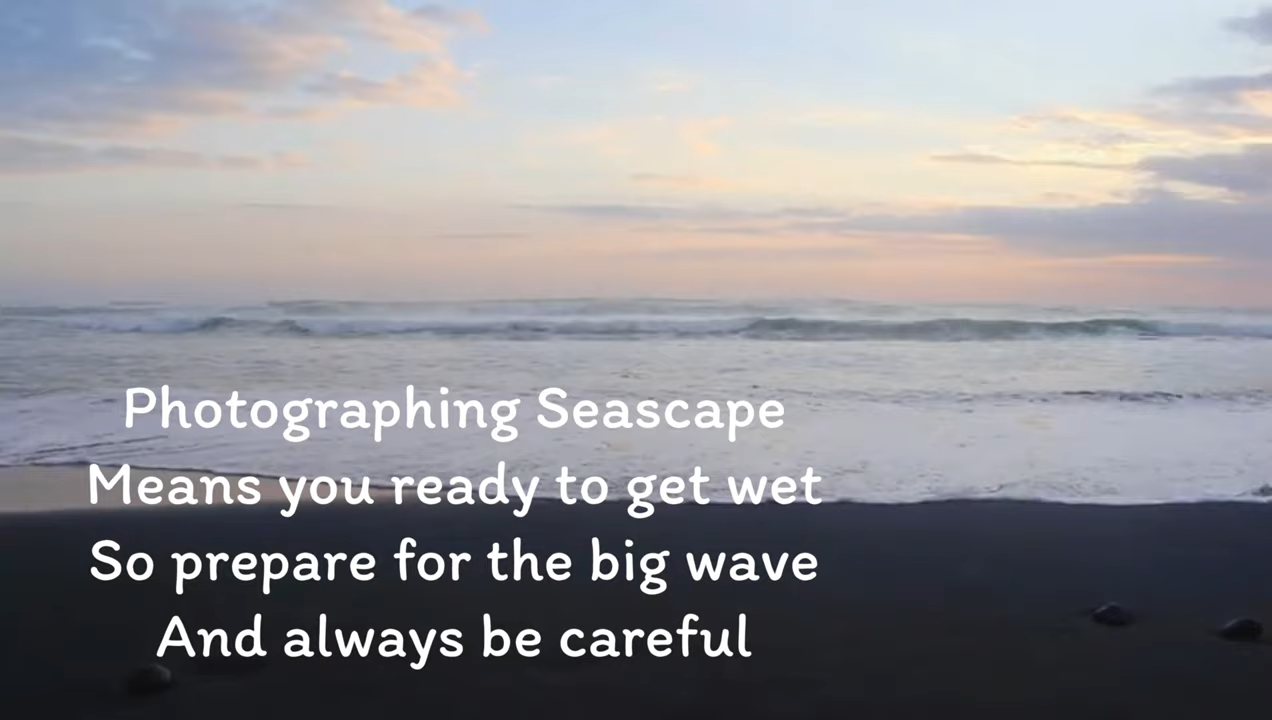 Photographing Seascape
Means you ready to get wet
So prepare for the big wave
And always be careful